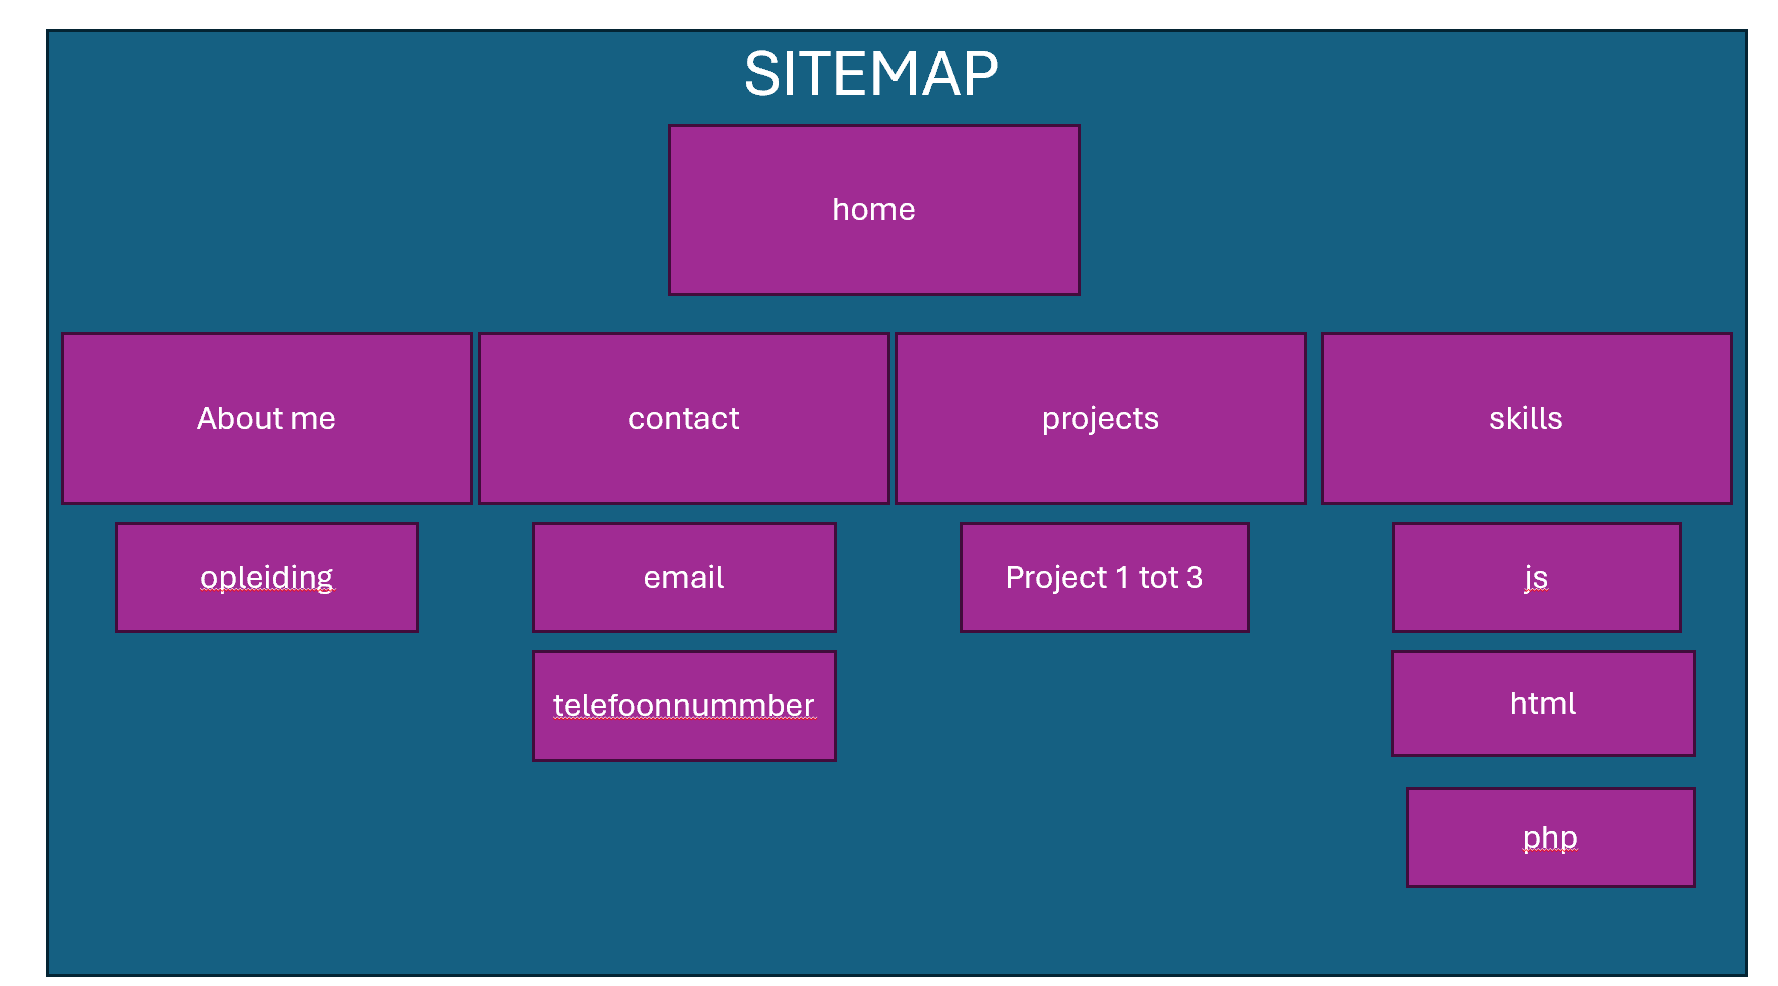 SITEMAP
home
About me
contact
projects
skills
opleiding
email
Project 1 tot 3
js
telefoonnummber
html
php